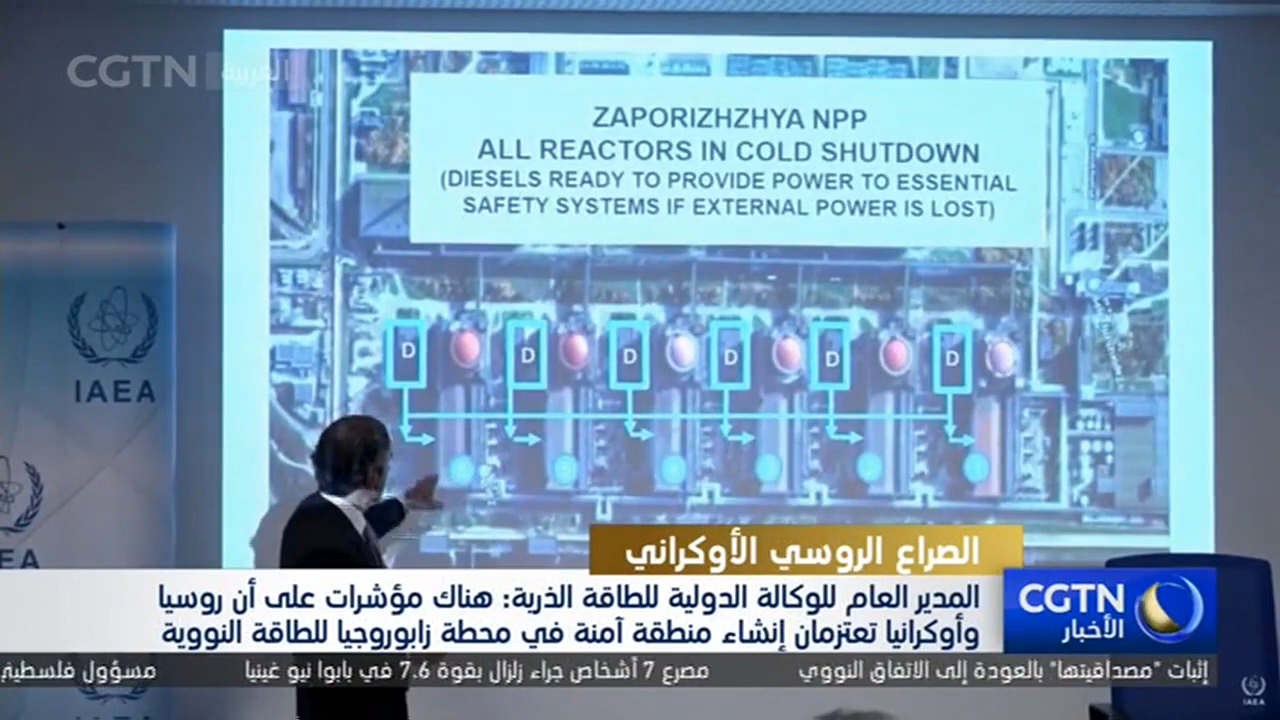 CGTN العربية
ZAPORIZHZHYA NPP
ALL REACTORS IN COLD SHUTDOWN
(DIESELS READY TO PROVIDE POWER TO ESSENTIAL
SAFETY SYSTEMS IF EXTERNAL POWER IS LOST)
IAEA
D D D D D D
EA
الصراع الروسي الأوكراني
المدير العام للوكالة الدولية للطاقة الذرية: هناك مؤشرات على أن روسيا
وأوكرانيا تعتزمان إنشاء منطقة آمنة في محطة زابوروجيا للطاقة النووية
CGTN
الأخبار
إثبات "مصداقيتها" بالعودة إلى الاتفاق النووي
مصرع 7 أشخاص جراء زلزال بقوة 7.6 في بابوا نيو غينيا
مسؤول فلسطيني
IAEA